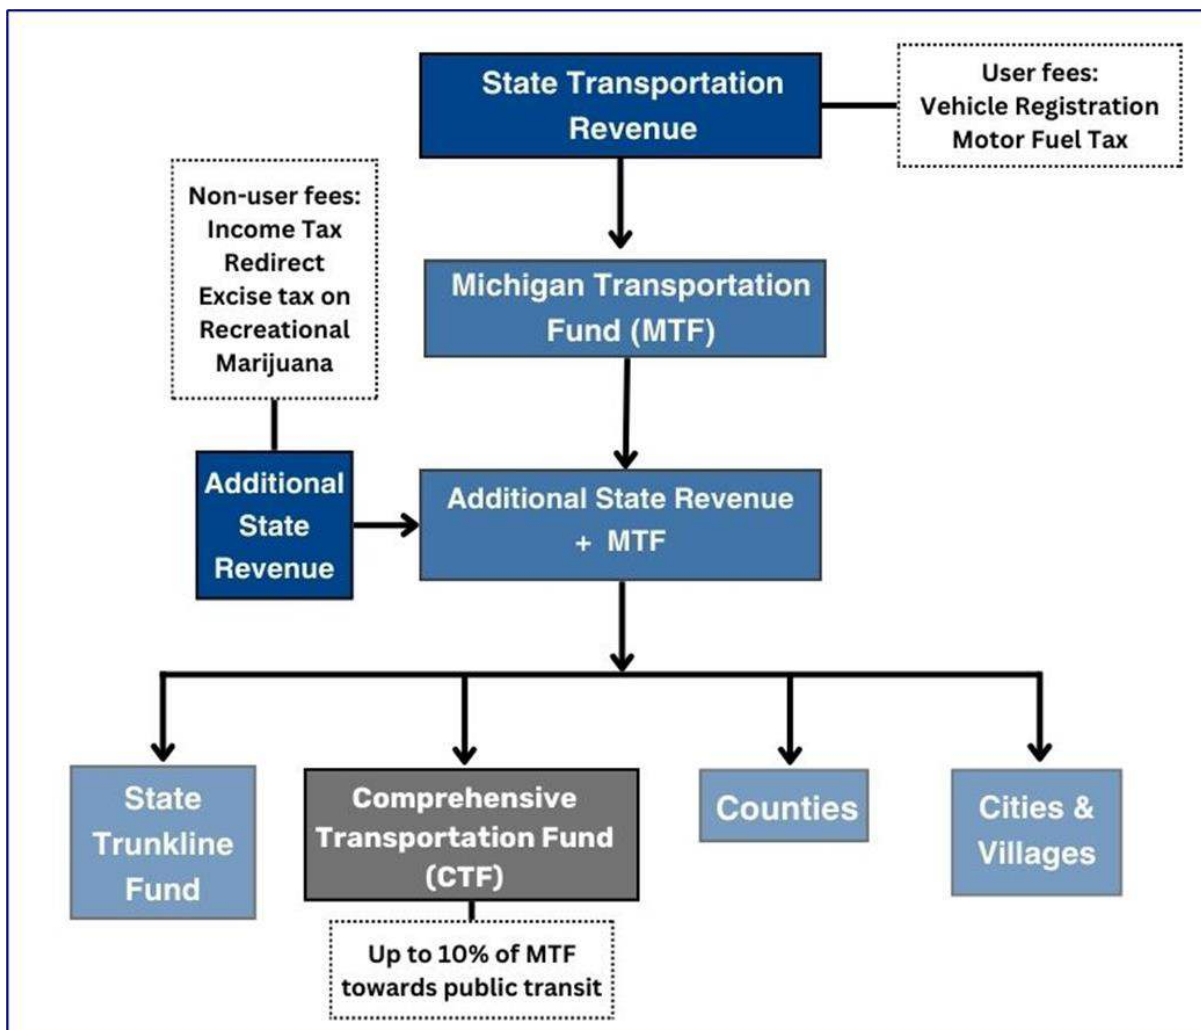 State Transportation
Revenue
User fees:
Vehicle Registration
Motor Fuel Tax
Non-user fees:
Income Tax
Redirect
Excise tax on
Recreational
Marijuana
Michigan Transportation
Fund (MTF)
Additional
State
Revenue
Additional State Revenue
+ MTF
State
Trunkline
Fund
Comprehensive
Transportation Fund
(CTF)
Counties
Cities &
Villages
Up to 10% of MTF
towards public transit